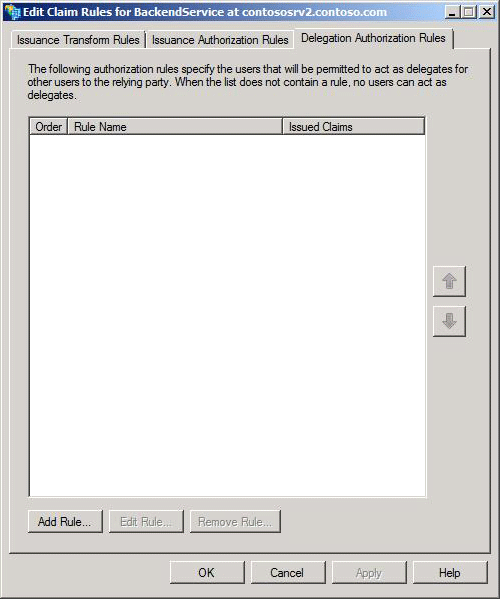 Edit Claim Rules for BackendService at contososrv2.contoso.com
Issuance Transform Rules Issuance Authorization Rules Delegation Authorization Rules
The following authorization rules specify the users that will be permitted to act as delegates for
other users to the relying party. When the list does not contain a rule, no users can act as
delegates.
Order Rule Name Issued Claims
Add Rule... Edit Rule... Remove Rule...
OK Cancel Apply Help